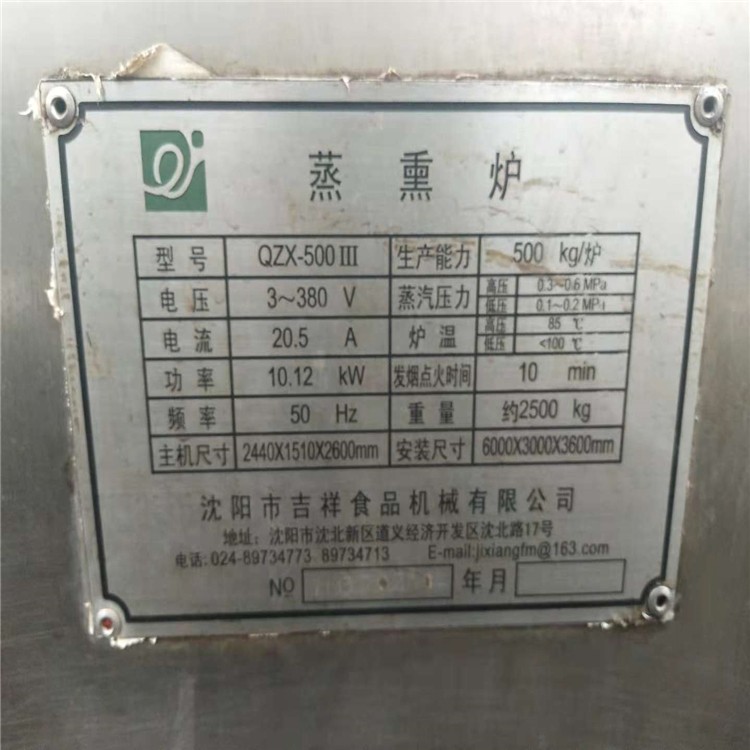 蒸熏炉
型号 QZX-500Ⅲ 生产能力 500 kg/炉
电压 3～380 V 蒸汽压力 高压 0.3～0.6 MPa
低压 0.1～0.2 MPa
电流 20.5 A 炉温 高压 85 ℃
低压 <100 ℃
功率 10.12 kW 发烟点火时间 10 min
频率 50 Hz 重量 约2500 kg
主机尺寸 2440X1510X2600mm 安装尺寸 6000X3000X3600mm
沈阳市吉祥食品机械有限公司
地址: 沈阳市沈北新区道义经济开发区沈北路17号
电话:024-89734773 89734713 E-mail:jixiangfm@163.com
NO 年月